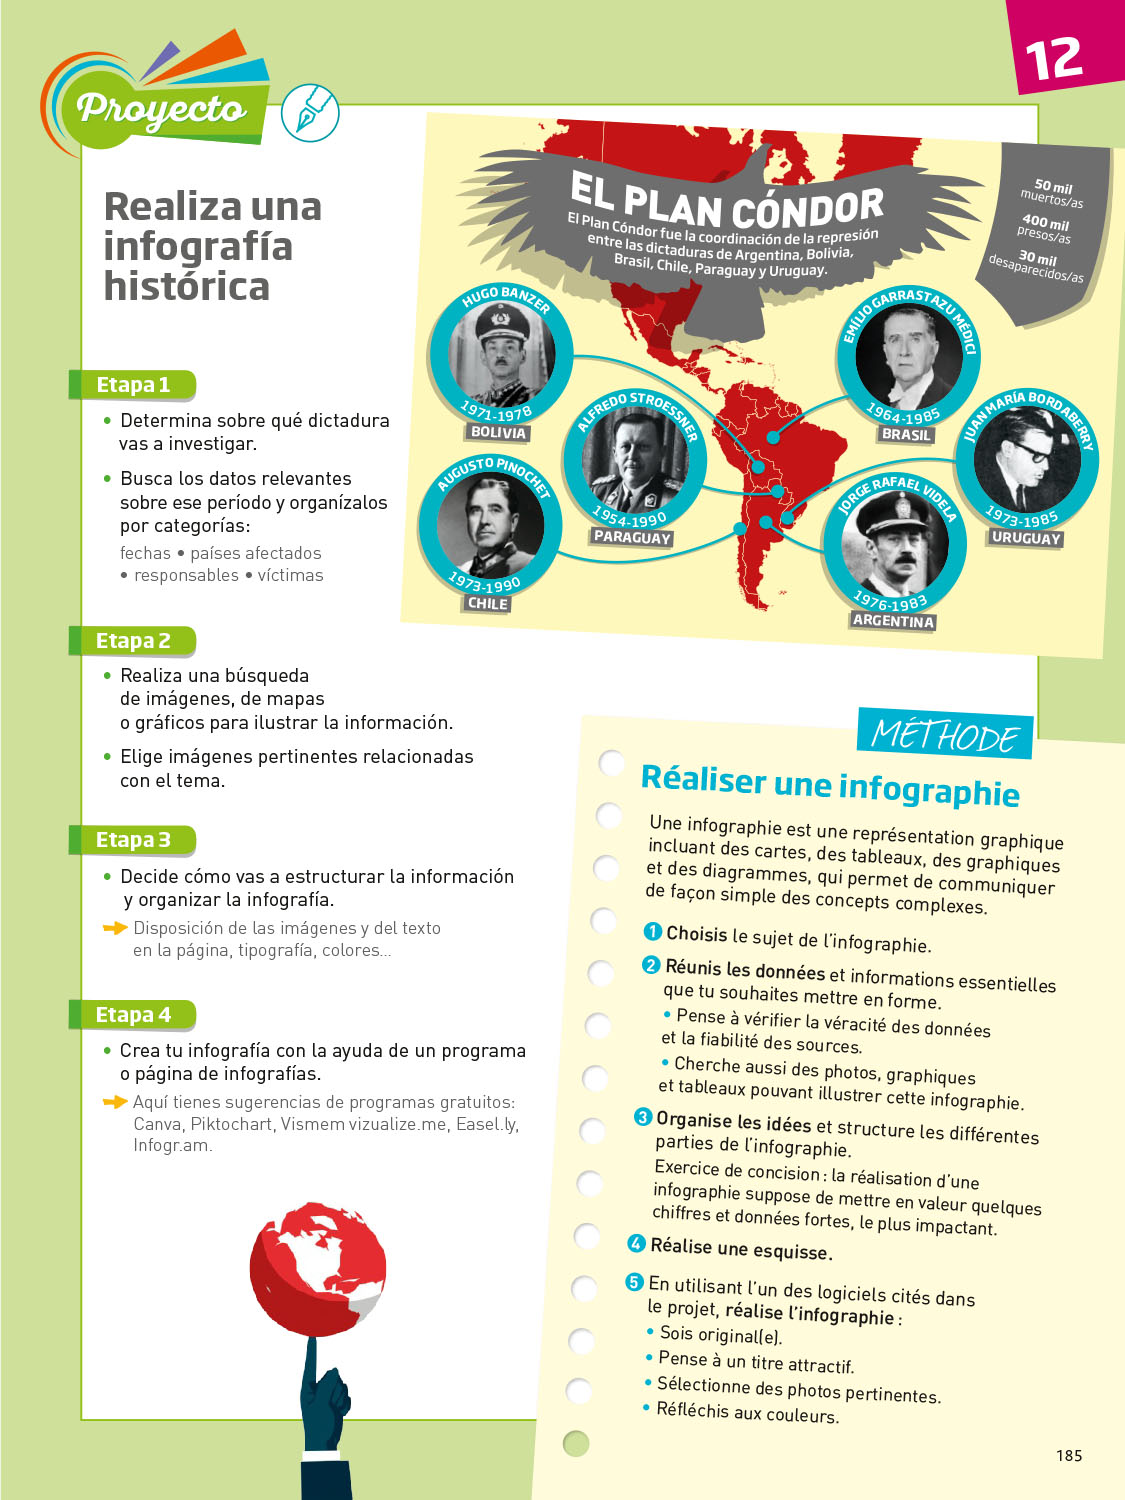 12
Proyecto
Realiza una
infografía
histórica
Etapa 1
• Determina sobre qué dictadura
vas a investigar.
• Busca los datos relevantes
sobre ese período y organízalos
por categorías:
fechas • países afectados
• responsables • víctimas
Etapa 2
• Realiza una búsqueda
de imágenes, de mapas
o gráficos para ilustrar la información.
• Elige imágenes pertinentes relacionadas
con el tema.
Etapa 3
• Decide cómo vas a estructurar la información
y organizar la infografía.
Disposición de las imágenes y del texto
en la página, tipografía, colores...
Etapa 4
• Crea tu infografía con la ayuda de un programa
o página de infografías.
Aquí tienes sugerencias de programas gratuitos:
Canva, Piktochart, Vismem vizualize.me, Easel.ly,
Infogr.am.
EL PLAN CÓNDOR
El Plan Cóndor fue la coordinación de la represión
entre las dictaduras de Argentina, Bolivia,
Brasil, Chile, Paraguay y Uruguay.
50 mil
muertos/as
400 mil
presos/as
30 mil
desaparecidos/as
HUGO BANZER
1971-1978
BOLIVIA
EMÍLIO GARRASTAZU MÉDICI
1964-1985
BRASIL
ALFREDO STROESSNER
1954-1990
PARAGUAY
JUAN MARÍA BORDABERRY
1973-1985
URUGUAY
AUGUSTO PINOCHET
1973-1990
CHILE
JORGE RAFAEL VIDELA
1976-1983
ARGENTINA
MÉTHODE
Réaliser une infographie
Une infographie est une représentation graphique
incluant des cartes, des tableaux, des graphiques
et des diagrammes, qui permet de communiquer
de façon simple des concepts complexes.
1 Choisis le sujet de l'infographie.
2 Réunis les données et informations essentielles
que tu souhaites mettre en forme.
• Pense à vérifier la véracité des données
et la fiabilité des sources.
• Cherche aussi des photos, graphiques
et tableaux pouvant illustrer cette infographie.
3 Organise les idées et structure les différentes
parties de l'infographie.
Exercice de concision : la réalisation d'une
infographie suppose de mettre en valeur quelques
chiffres et données fortes, le plus impactant.
4 Réalise une esquisse.
5 En utilisant l'un des logiciels cités dans
le projet, réalise l'infographie :
• Sois original(e).
• Pense à un titre attractif.
• Sélectionne des photos pertinentes.
• Réfléchis aux couleurs.
185